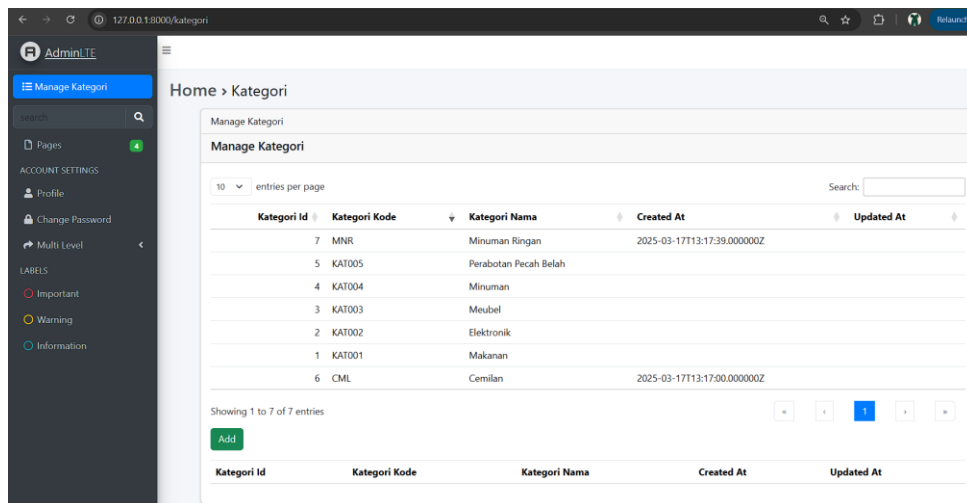 127.0.0.1:8000/kategori
Relaunch
AdminLTE
Manage Kategori
search
Pages 4
ACCOUNT SETTINGS
Profile
Change Password
Multi Level
LABELS
Important
Warning
Information
Home › Kategori
Manage Kategori
Manage Kategori
10 entries per page Search:
Kategori Id Kategori Kode Kategori Nama Created At Updated At
7 MNR Minuman Ringan 2025-03-17T13:17:39.000000Z
5 KAT005 Perabotan Pecah Belah
4 KAT004 Minuman
3 KAT003 Meubel
2 KAT002 Elektronik
1 KAT001 Makanan
6 CML Cemilan 2025-03-17T13:17:00.000000Z
Showing 1 to 7 of 7 entries « ‹ 1 › »
Add
Kategori Id Kategori Kode Kategori Nama Created At Updated At